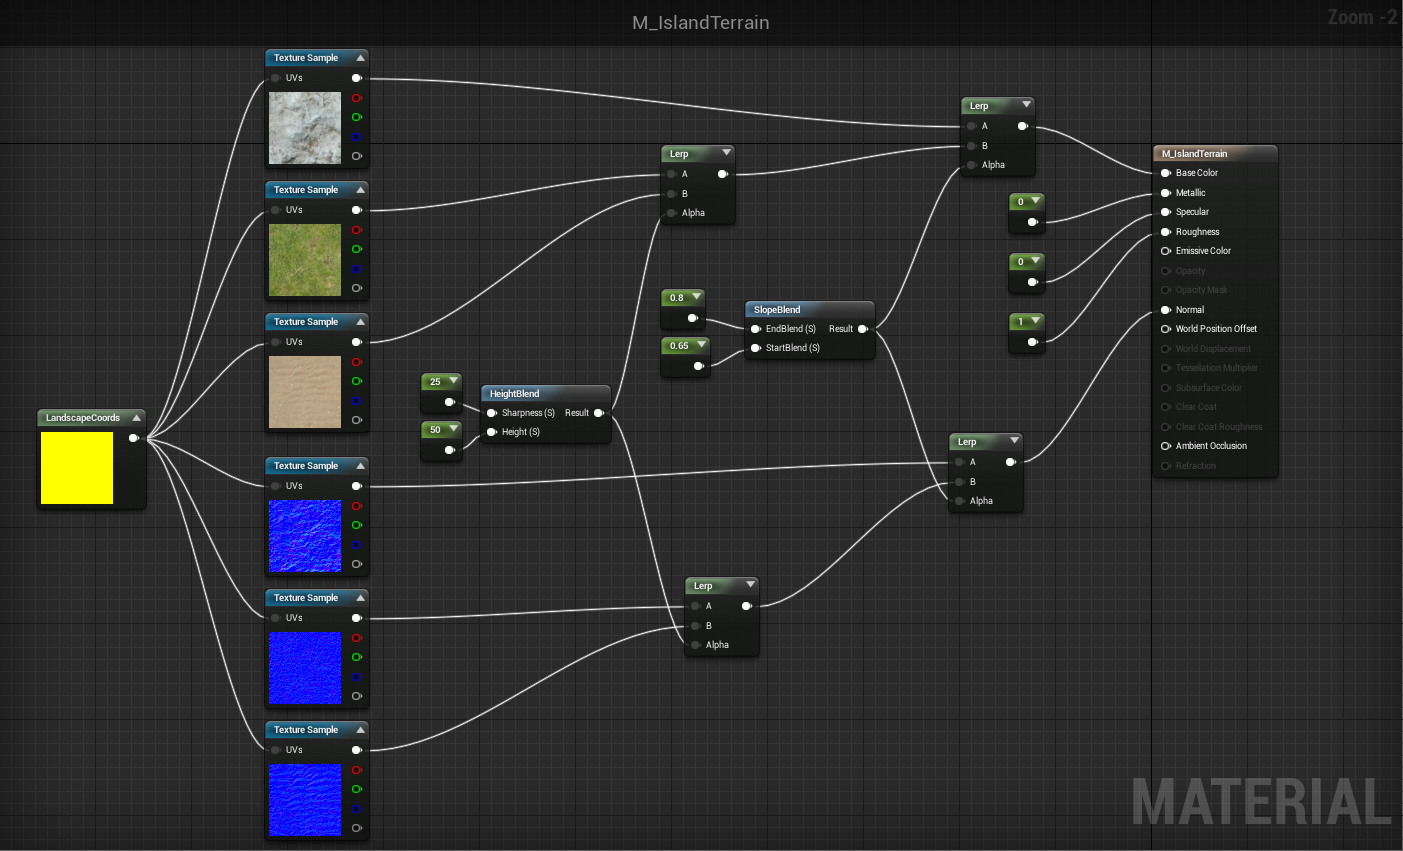 M_IslandTerrain
Zoom -2
Texture Sample
UVs
Texture Sample
UVs
Texture Sample
UVs
LandscapeCoords
Texture Sample
UVs
Texture Sample
UVs
Texture Sample
UVs
25
50
HeightBlend
Sharpness (S) Result
Height (S)
Lerp
A
B
Alpha
0.8
0.65
SlopeBlend
EndBlend (S) Result
StartBlend (S)
Lerp
A
B
Alpha
Lerp
A
B
Alpha
0
0
1
Lerp
A
B
Alpha
M_IslandTerrain
Base Color
Metallic
Specular
Roughness
Emissive Color
Opacity
Opacity Mask
Normal
World Position Offset
World Displacement
Tessellation Multiplier
Subsurface Color
Clear Coat
Clear Coat Roughness
Ambient Occlusion
Refraction
MATERIAL